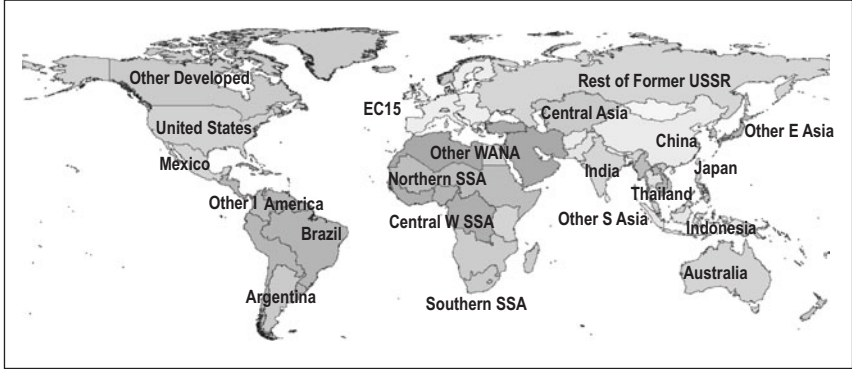 Other Developed
Rest of Former USSR
EC15
Central Asia
United States
Other E Asia
China
Other WANA
Mexico
Japan
India
Northern SSA
Thailand
Other l America
Central W SSA
Other S Asia
Indonesia
Brazil
Australia
Argentina
Southern SSA